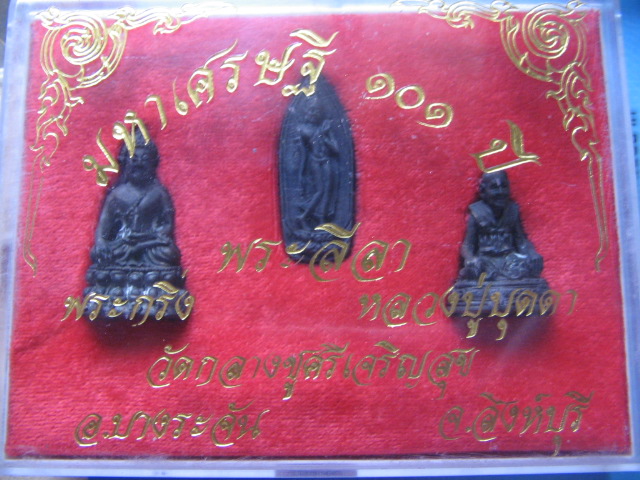 มหาเศรษฐี ๑๐๑ ปี
พระลีลา
พระกริ่ง หลวงปู่บุดดา
วัดกลางชูศรีเจริญสุข
อ.บางระจัน จ.สิงห์บุรี